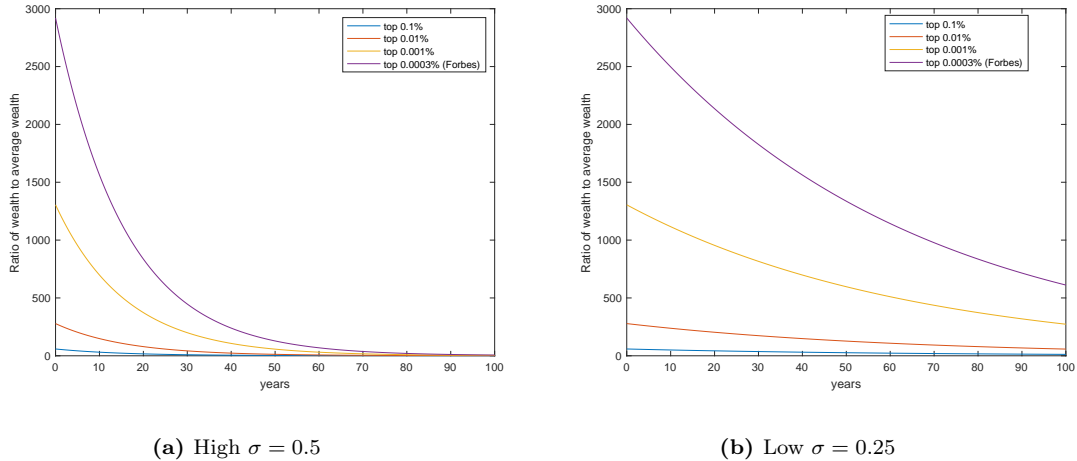 3000
2500
2000
1500
1000
500
0
Ratio of wealth to average wealth
top 0.1%
top 0.01%
top 0.001%
top 0.0003% (Forbes)
0 10 20 30 40 50 60 70 80 90 100
years
(a) High σ = 0.5
3000
2500
2000
1500
1000
500
0
Ratio of wealth to average wealth
top 0.1%
top 0.01%
top 0.001%
top 0.0003% (Forbes)
0 10 20 30 40 50 60 70 80 90 100
years
(b) Low σ = 0.25